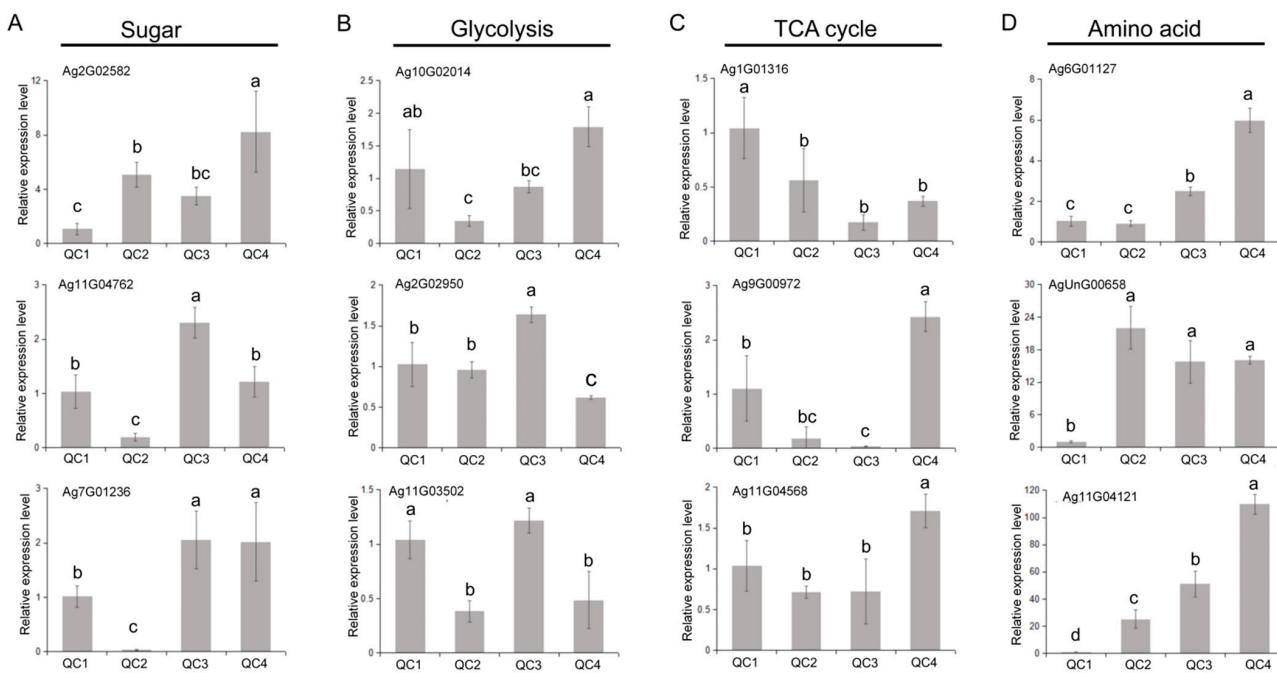 A Sugar
B Glycolysis
C TCA cycle
D Amino acid
Ag2G02582
Relative expression level
12
8
4
0
c
b
bc
a
QC1 QC2 QC3 QC4
Ag11G04762
Relative expression level
3
2
1
0
b
c
a
b
QC1 QC2 QC3 QC4
Ag7G01236
Relative expression level
3
2
1
0
b
c
a
a
QC1 QC2 QC3 QC4
Ag10G02014
Relative expression level
2
1.5
1
0.5
0
ab
c
bc
a
QC1 QC2 QC3 QC4
Ag2G02950
Relative expression level
2
1.5
1
0.5
0
b
b
a
c
QC1 QC2 QC3 QC4
Ag11G03502
Relative expression level
1.5
1
0.5
0
a
b
a
b
QC1 QC2 QC3 QC4
Ag1G01316
Relative expression level
1.5
1
0.5
0
a
b
b
b
QC1 QC2 QC3 QC4
Ag9G00972
Relative expression level
3
2
1
0
b
bc
c
a
QC1 QC2 QC3 QC4
Ag11G04568
Relative expression level
2
1.5
1
0.5
0
b
b
b
a
QC1 QC2 QC3 QC4
Ag6G01127
Relative expression level
8
6
4
2
0
c
c
b
a
QC1 QC2 QC3 QC4
AgUnG00658
Relative expression level
30
24
18
12
6
0
b
a
a
a
QC1 QC2 QC3 QC4
Ag11G04121
Relative expression level
120
100
80
60
40
20
0
d
c
b
a
QC1 QC2 QC3 QC4